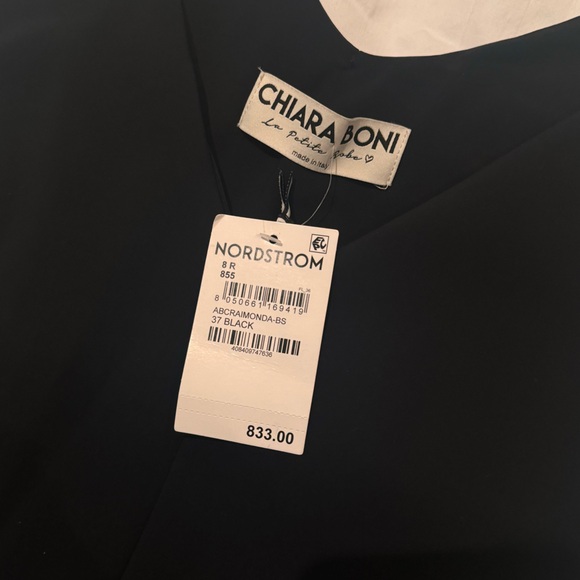 CHIARA BONI
La Petite Robe
made in Italy
NORDSTROM
8 R
855
8 050661 169419
ABCRAIMONDA-BS
37 BLACK
408409747636
833.00